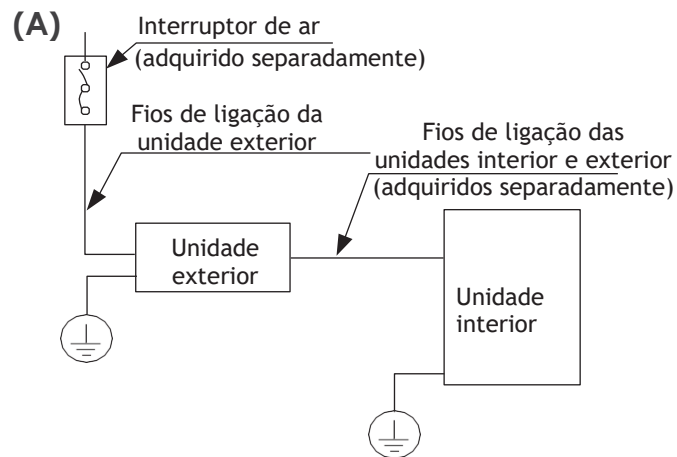 (A)
Interruptor de ar
(adquirido separadamente)
Fios de ligação da
unidade exterior
Fios de ligação das
unidades interior e exterior
(adquiridos separadamente)
Unidade
exterior
Unidade
interior